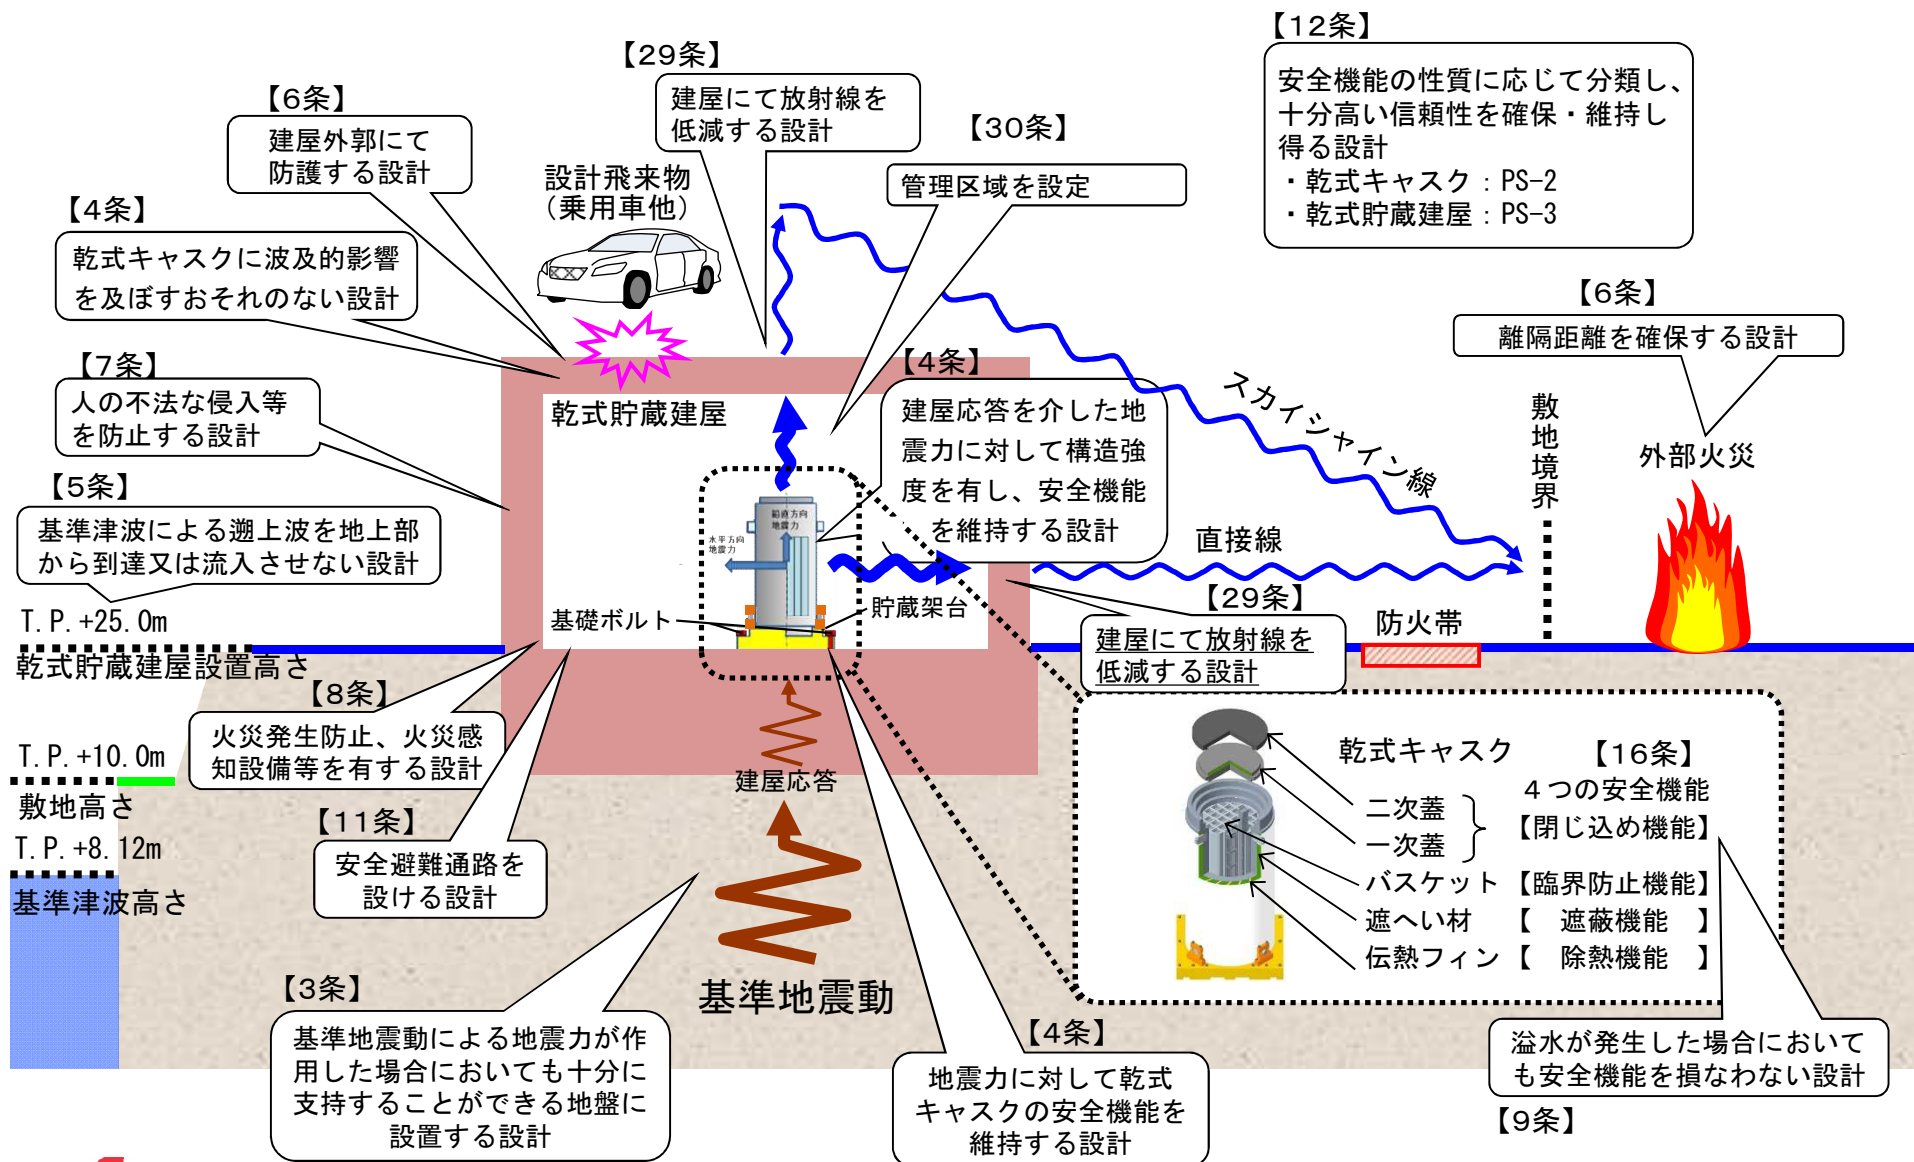 【12条】
安全機能の性質に応じて分類し、
十分高い信頼性を確保・維持し
得る設計
・乾式キャスク：PS-2
・乾式貯蔵建屋：PS-3
【29条】
建屋にて放射線を
低減する設計
【6条】
建屋外郭にて
防護する設計
【30条】
管理区域を設定
設計飛来物
（乗用車他）
【4条】
乾式キャスクに波及的影響
を及ぼすおそれのない設計
【6条】
離隔距離を確保する設計
【7条】
人の不法な侵入等
を防止する設計
乾式貯蔵建屋
【4条】
建屋応答を介した地
震力に対して構造強
度を有し、安全機能
を維持する設計
スカイシャイン線
敷地境界
外部火災
【5条】
基準津波による遡上波を地上部
から到達又は流入させない設計
鉛直方向
地震力
水平方向
地震力
直接線
T.P.+25.0m
乾式貯蔵建屋設置高さ
基礎ボルト
貯蔵架台
【29条】
建屋にて放射線を
低減する設計
防火帯
【8条】
火災発生防止、火災感
知設備等を有する設計
T.P.+10.0m
敷地高さ
T.P.+8.12m
基準津波高さ
建屋応答
【11条】
安全避難通路を
設ける設計
乾式キャスク
【16条】
４つの安全機能
二次蓋
一次蓋
【閉じ込め機能】
バスケット【臨界防止機能】
遮へい材【　遮蔽機能　】
伝熱フィン【　除熱機能　】
【3条】
基準地震動
基準地震動による地震力が作
用した場合においても十分に
支持することができる地盤に
設置する設計
【4条】
地震力に対して乾式
キャスクの安全機能を
維持する設計
溢水が発生した場合において
も安全機能を損なわない設計
【9条】